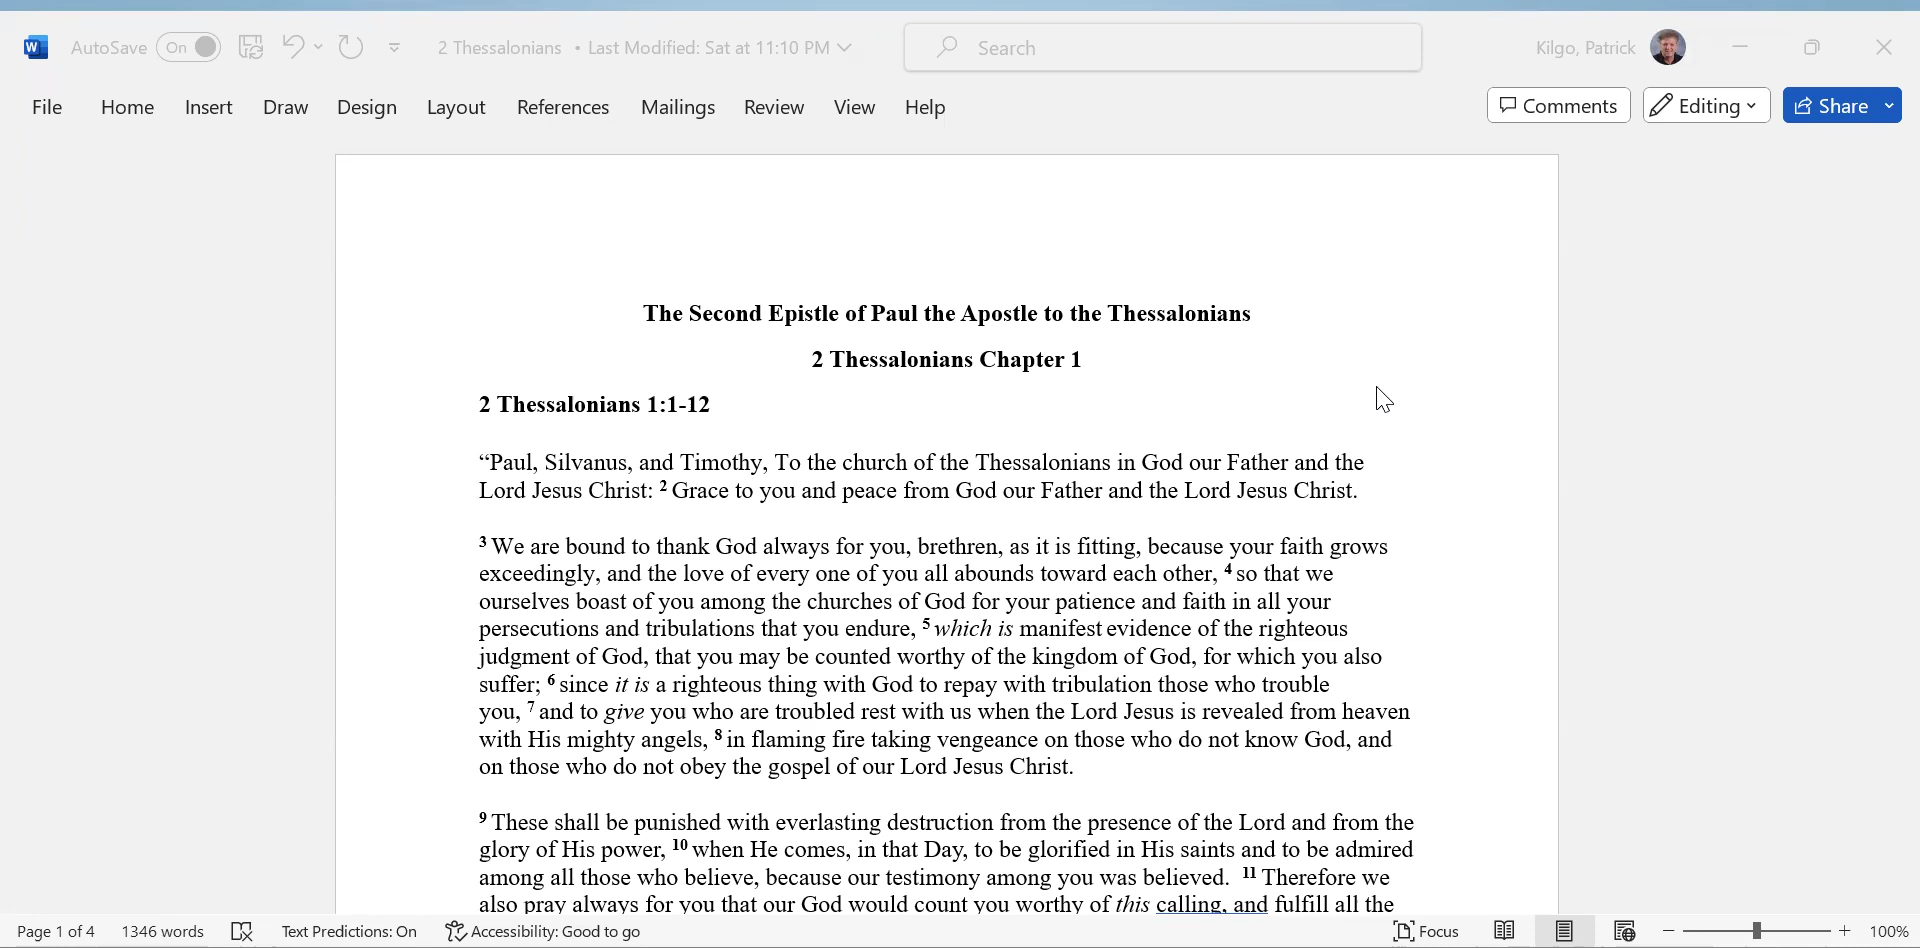 W AutoSave On 2 Thessalonians • Last Modified: Sat at 11:10 PM Search Kilgo, Patrick
File Home Insert Draw Design Layout References Mailings Review View Help Comments Editing Share
The Second Epistle of Paul the Apostle to the Thessalonians
2 Thessalonians Chapter 1
2 Thessalonians 1:1-12
“Paul, Silvanus, and Timothy, To the church of the Thessalonians in God our Father and the
Lord Jesus Christ: 2 Grace to you and peace from God our Father and the Lord Jesus Christ.
3 We are bound to thank God always for you, brethren, as it is fitting, because your faith grows
exceedingly, and the love of every one of you all abounds toward each other, 4 so that we
ourselves boast of you among the churches of God for your patience and faith in all your
persecutions and tribulations that you endure, 5 which is manifest evidence of the righteous
judgment of God, that you may be counted worthy of the kingdom of God, for which you also
suffer; 6 since it is a righteous thing with God to repay with tribulation those who trouble
you, 7 and to give you who are troubled rest with us when the Lord Jesus is revealed from heaven
with His mighty angels, 8 in flaming fire taking vengeance on those who do not know God, and
on those who do not obey the gospel of our Lord Jesus Christ.
9 These shall be punished with everlasting destruction from the presence of the Lord and from the
glory of His power, 10 when He comes, in that Day, to be glorified in His saints and to be admired
among all those who believe, because our testimony among you was believed. 11 Therefore we
also pray always for you that our God would count you worthy of this calling, and fulfill all the
Page 1 of 4 1346 words Text Predictions: On Accessibility: Good to go Focus 100%